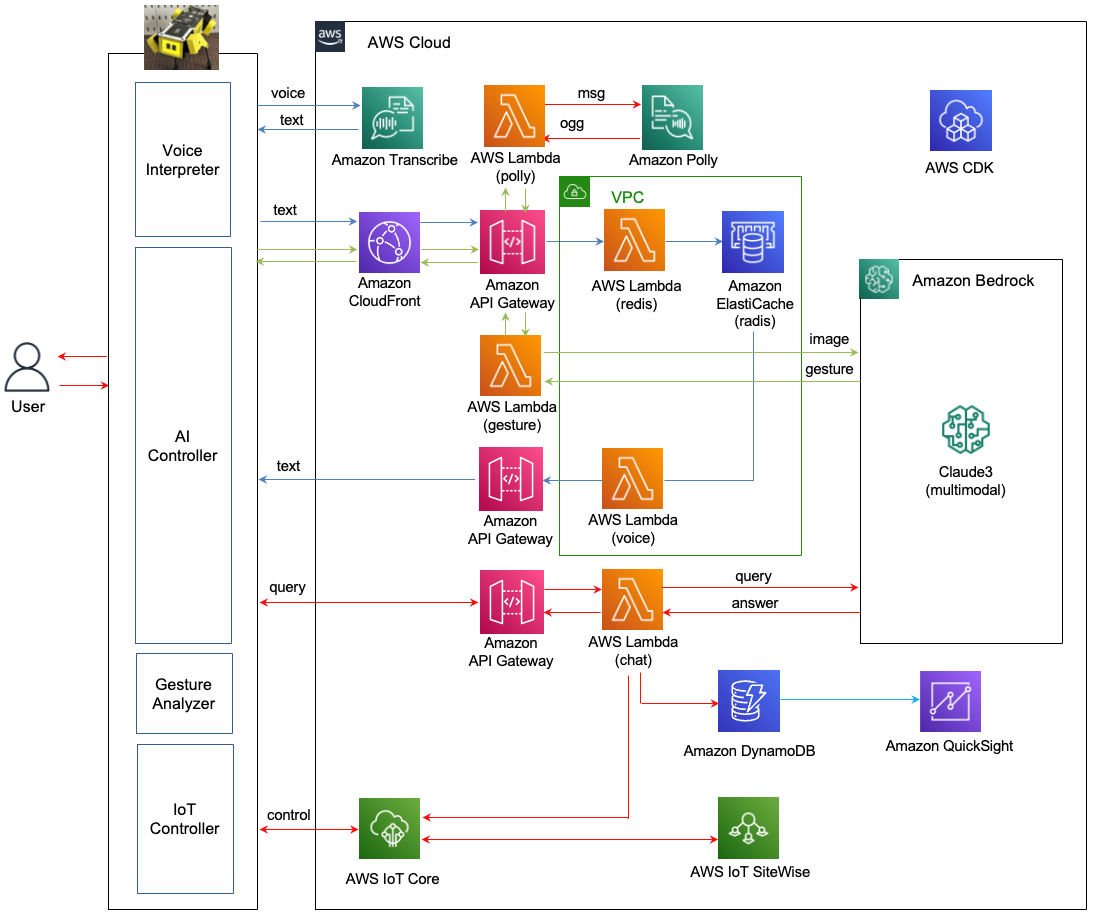 aws
AWS Cloud
Voice
Interpreter
voice
text
Amazon Transcribe
msg
ogg
AWS Lambda
(polly)
Amazon Polly
AWS CDK
text
Amazon
CloudFront
Amazon
API Gateway
VPC
AWS Lambda
(redis)
Amazon
ElastiCache
(radis)
Amazon Bedrock
image
gesture
AWS Lambda
(gesture)
User
AI
Controller
Claude3
(multimodal)
text
Amazon
API Gateway
AWS Lambda
(voice)
query
Amazon
API Gateway
AWS Lambda
(chat)
query
answer
Gesture
Analyzer
Amazon DynamoDB
Amazon QuickSight
IoT
Controller
control
AWS IoT Core
AWS IoT SiteWise